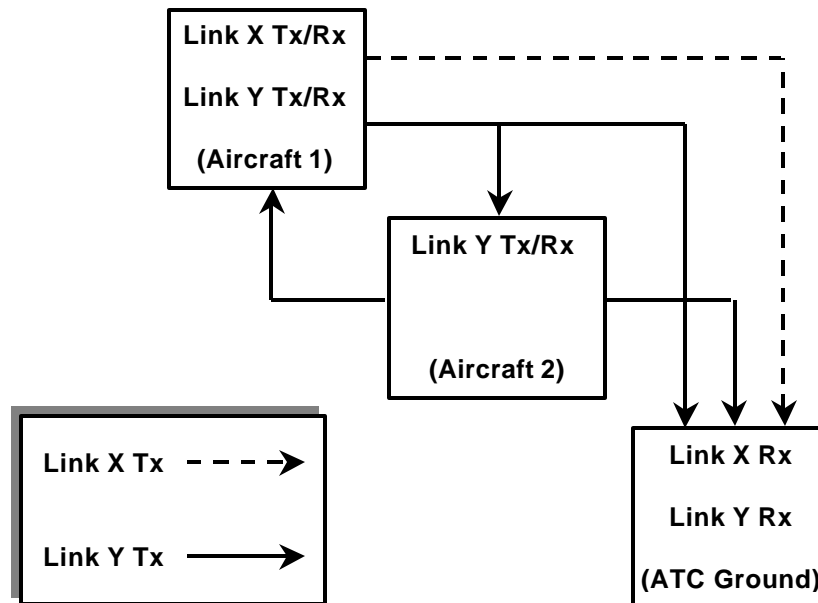 Link X Tx/Rx
Link Y Tx/Rx
(Aircraft 1)
Link Y Tx/Rx
(Aircraft 2)
Link X Tx
Link Y Tx
Link X Rx
Link Y Rx
(ATC Ground)